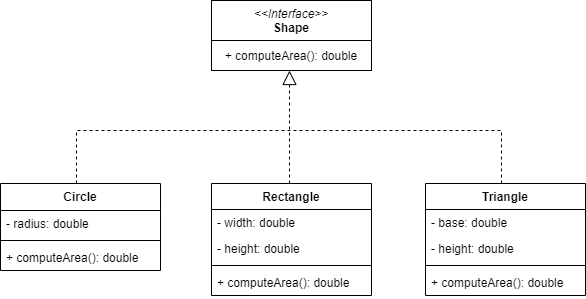 <<Interface>>
Shape
+ computeArea(): double
Circle
- radius: double
+ computeArea(): double
Rectangle
- width: double
- height: double
+ computeArea(): double
Triangle
- base: double
- height: double
+ computeArea(): double